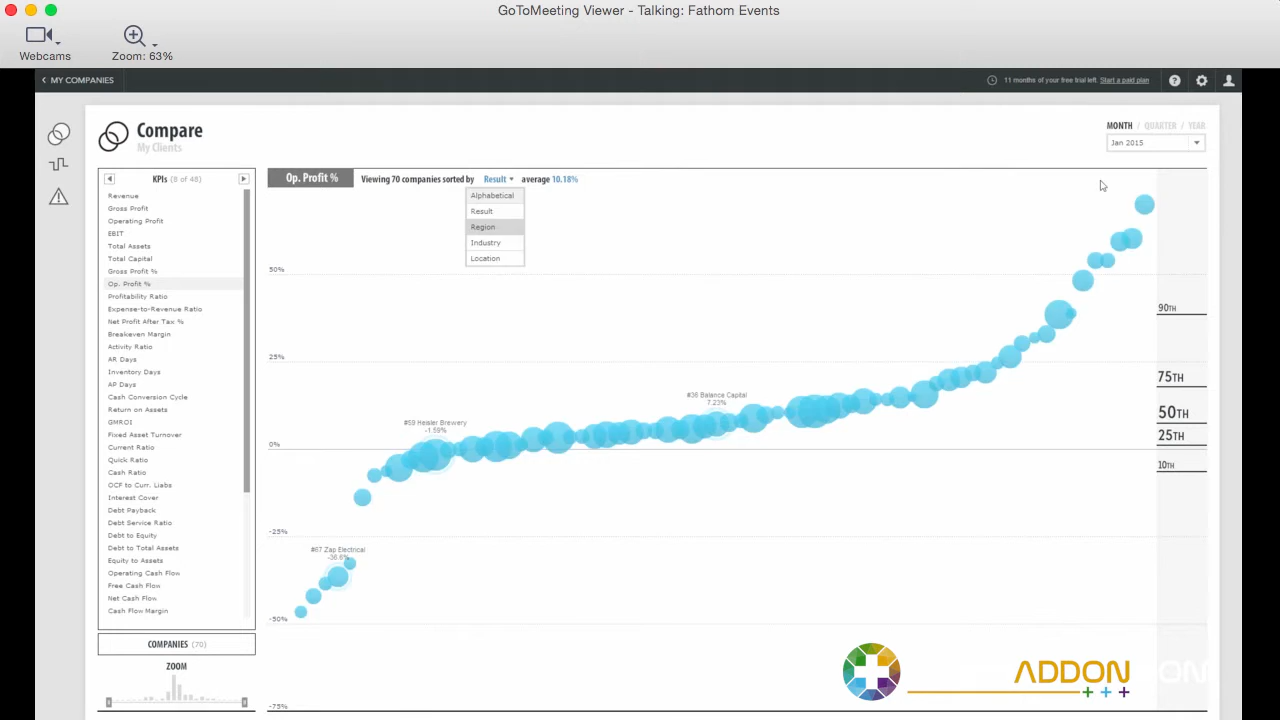 GoToMeeting Viewer - Talking: Fathom Events
Webcams
Zoom: 63%
MY COMPANIES
11 months of your free trial left. Start a paid plan
Compare
My Clients
MONTH / QUARTER / YEAR
Jan 2015
KPIs (8 of 48)
Revenue
Gross Profit
Operating Profit
EBIT
Total Assets
Total Capital
Gross Profit %
Op. Profit %
Profitability Ratio
Expense-to-Revenue Ratio
Net Profit After Tax %
Breakeven Margin
Activity Ratio
AR Days
Inventory Days
AP Days
Cash Conversion Cycle
Return on Assets
GMROI
Fixed Asset Turnover
Current Ratio
Quick Ratio
Cash Ratio
OCF to Curr. Liabs
Interest Cover
Debt Payback
Debt Service Ratio
Debt to Equity
Debt to Total Assets
Equity to Assets
Operating Cash Flow
Free Cash Flow
Net Cash Flow
Cash Flow Margin
COMPANIES (70)
ZOOM
Op. Profit %
Viewing 70 companies sorted by Result average 10.18%
Alphabetical
Result
Region
Industry
Location
50%
25%
0%
-25%
-50%
-75%
#36 Balance Capital
7.23%
#59 Heisler Brewery
-1.59%
#67 Zap Electrical
-36.6%
90TH
75TH
50TH
25TH
10TH
ADDON